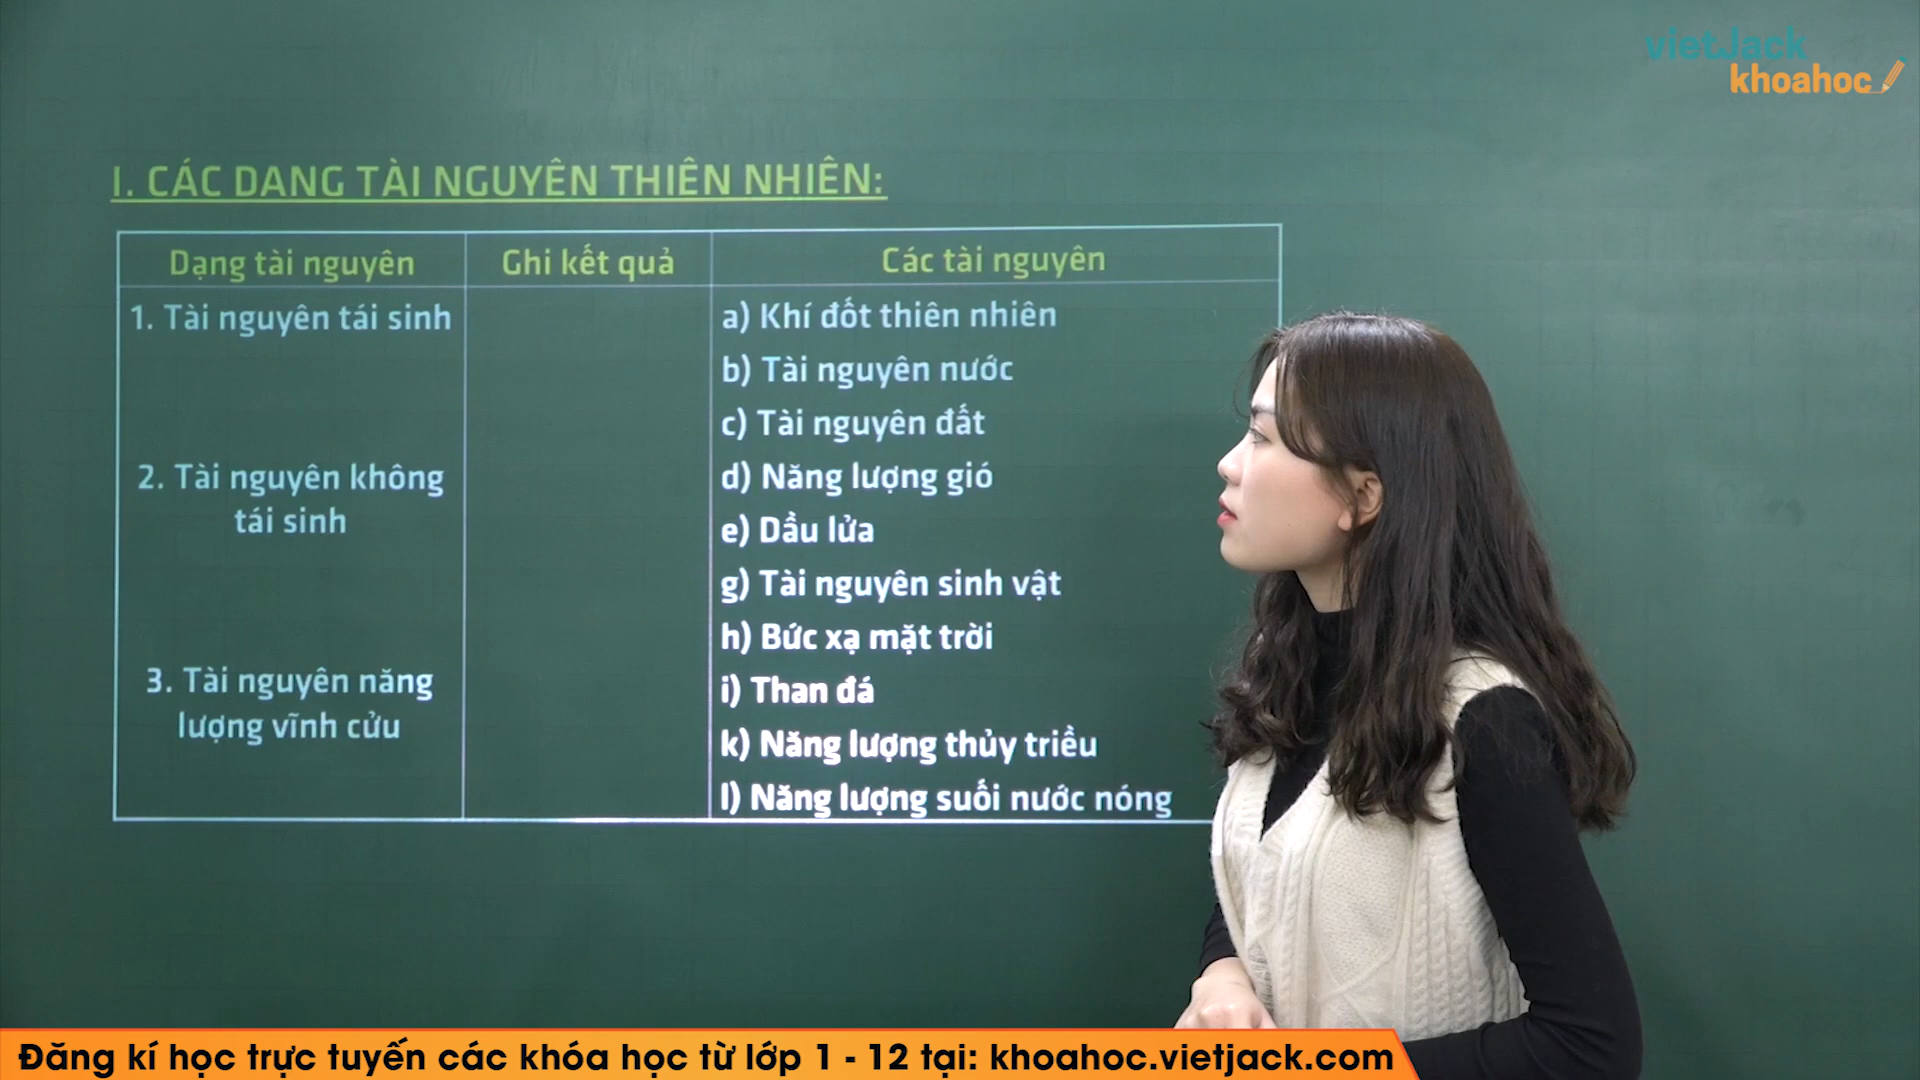 vietJack
khoahoc
I. CÁC DẠNG TÀI NGUYÊN THIÊN NHIÊN:
Dạng tài nguyên
Ghi kết quả
Các tài nguyên
1. Tài nguyên tái sinh
2. Tài nguyên không
tái sinh
3. Tài nguyên năng
lượng vĩnh cửu
a) Khí đốt thiên nhiên
b) Tài nguyên nước
c) Tài nguyên đất
d) Năng lượng gió
e) Dầu lửa
g) Tài nguyên sinh vật
h) Bức xạ mặt trời
i) Than đá
k) Năng lượng thủy triều
l) Năng lượng suối nước nóng
Đăng kí học trực tuyến các khóa học từ lớp 1 - 12 tại: khoahoc.vietjack.com